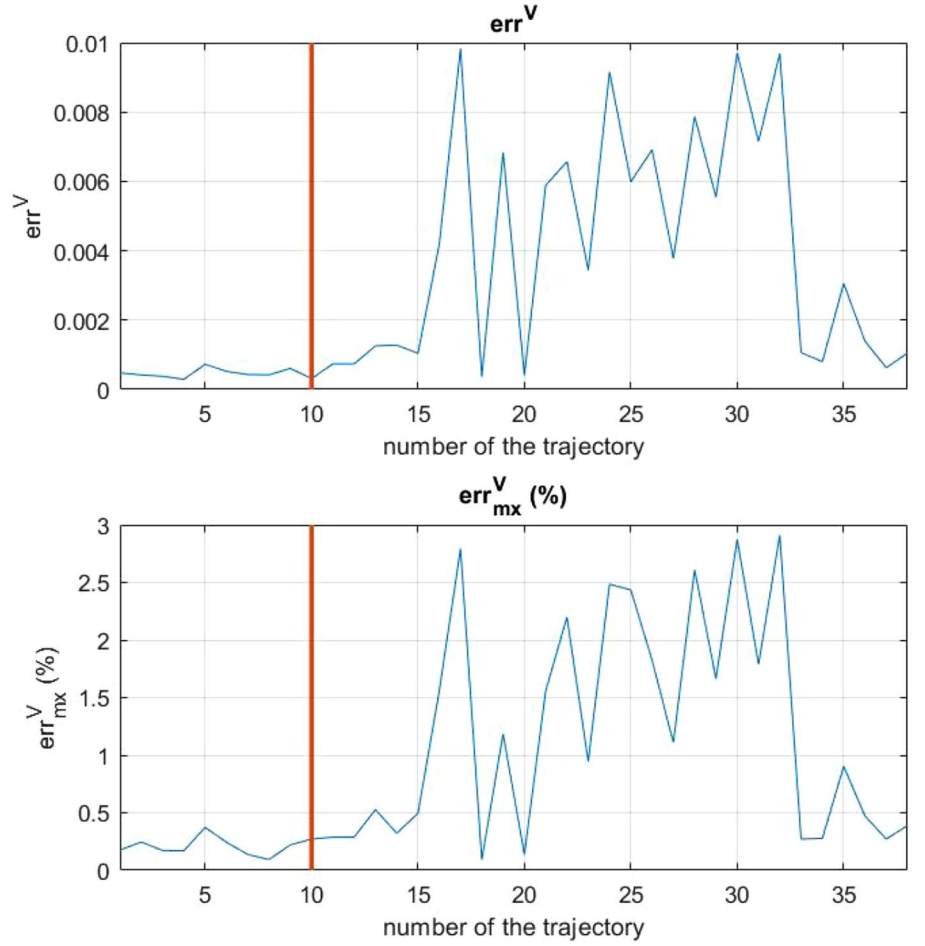 err^V
0.01
0.008
0.006
0.004
0.002
0
err^V
5 10 15 20 25 30 35
number of the trajectory
err^V_mx (%)
3
2.5
2
1.5
1
0.5
0
err^V_mx (%)
5 10 15 20 25 30 35
number of the trajectory